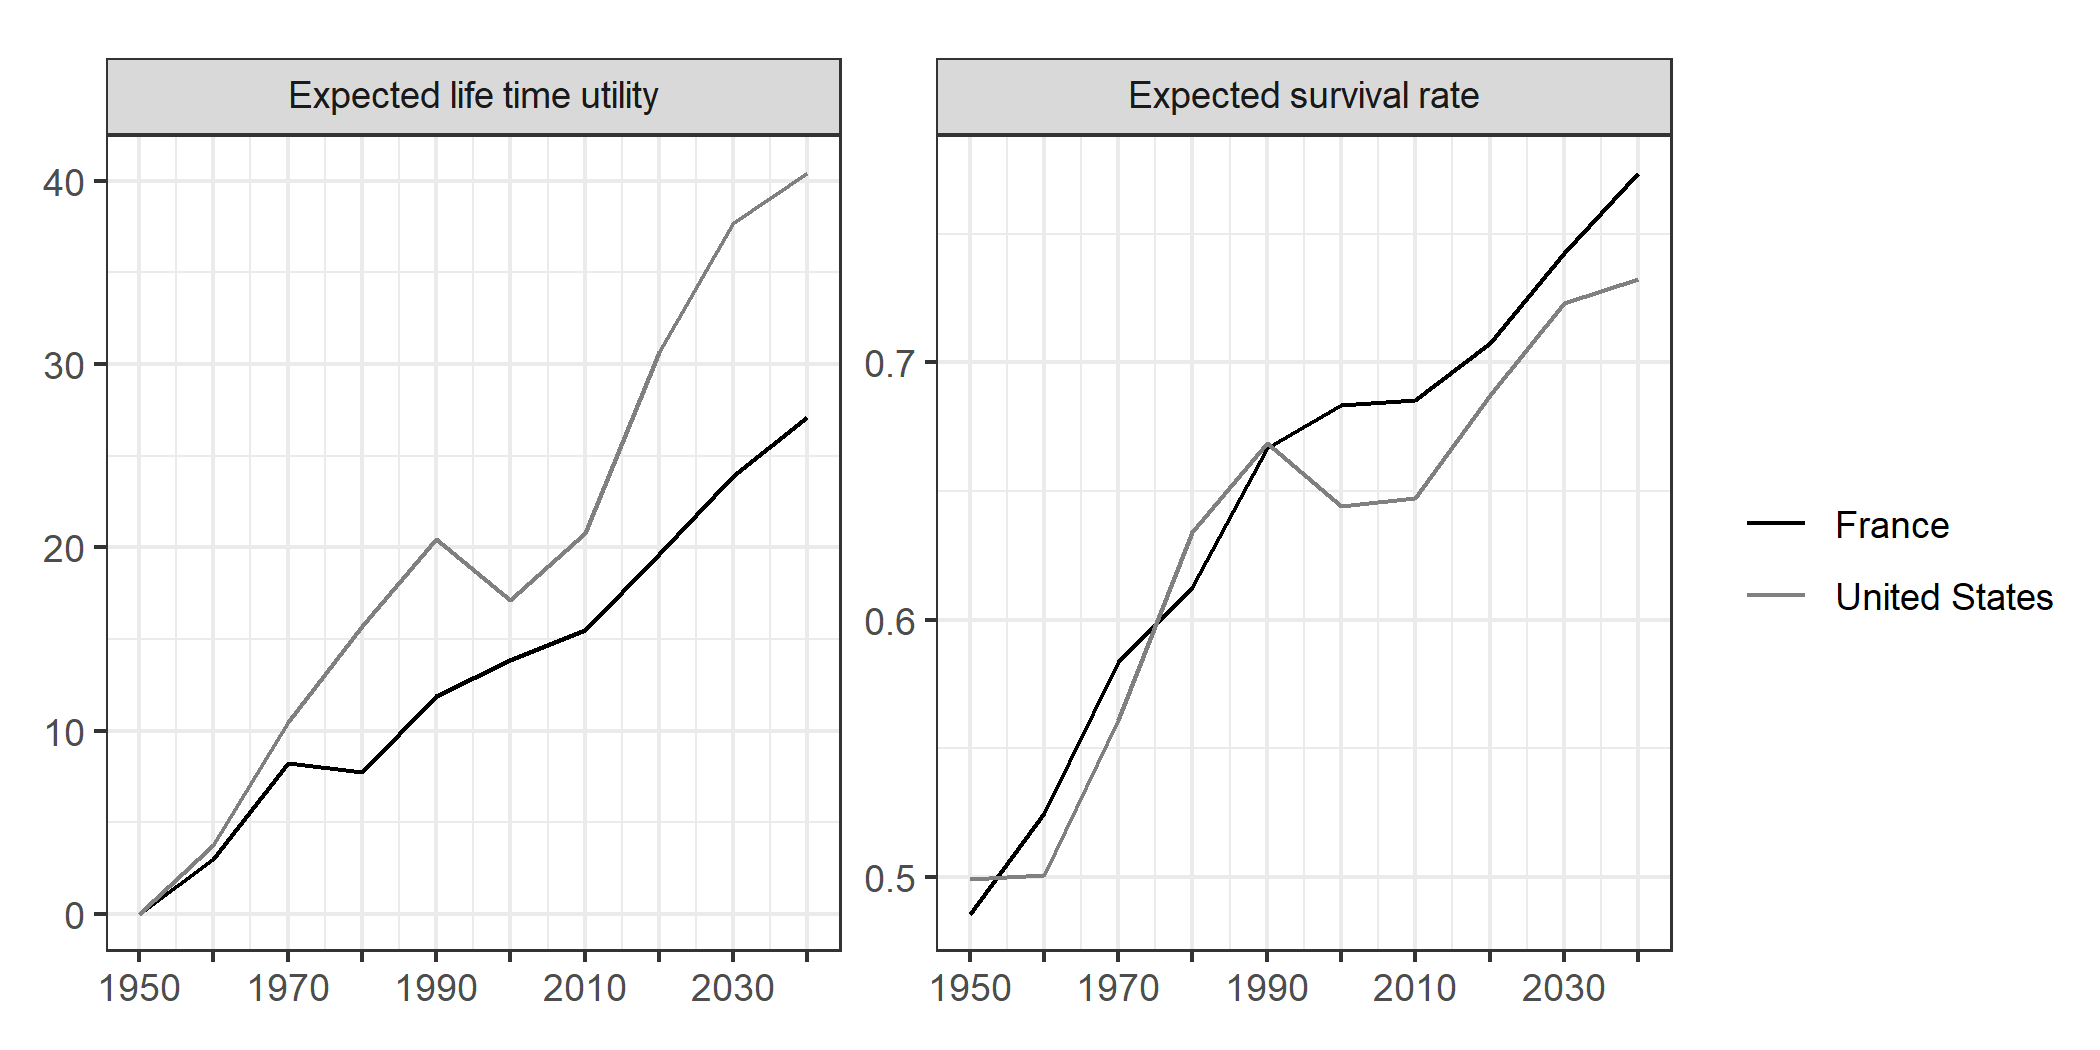 Expected life time utility
Expected survival rate
40
30
20
10
0
0.7
0.6
0.5
1950 1970 1990 2010 2030
1950 1970 1990 2010 2030
France
United States